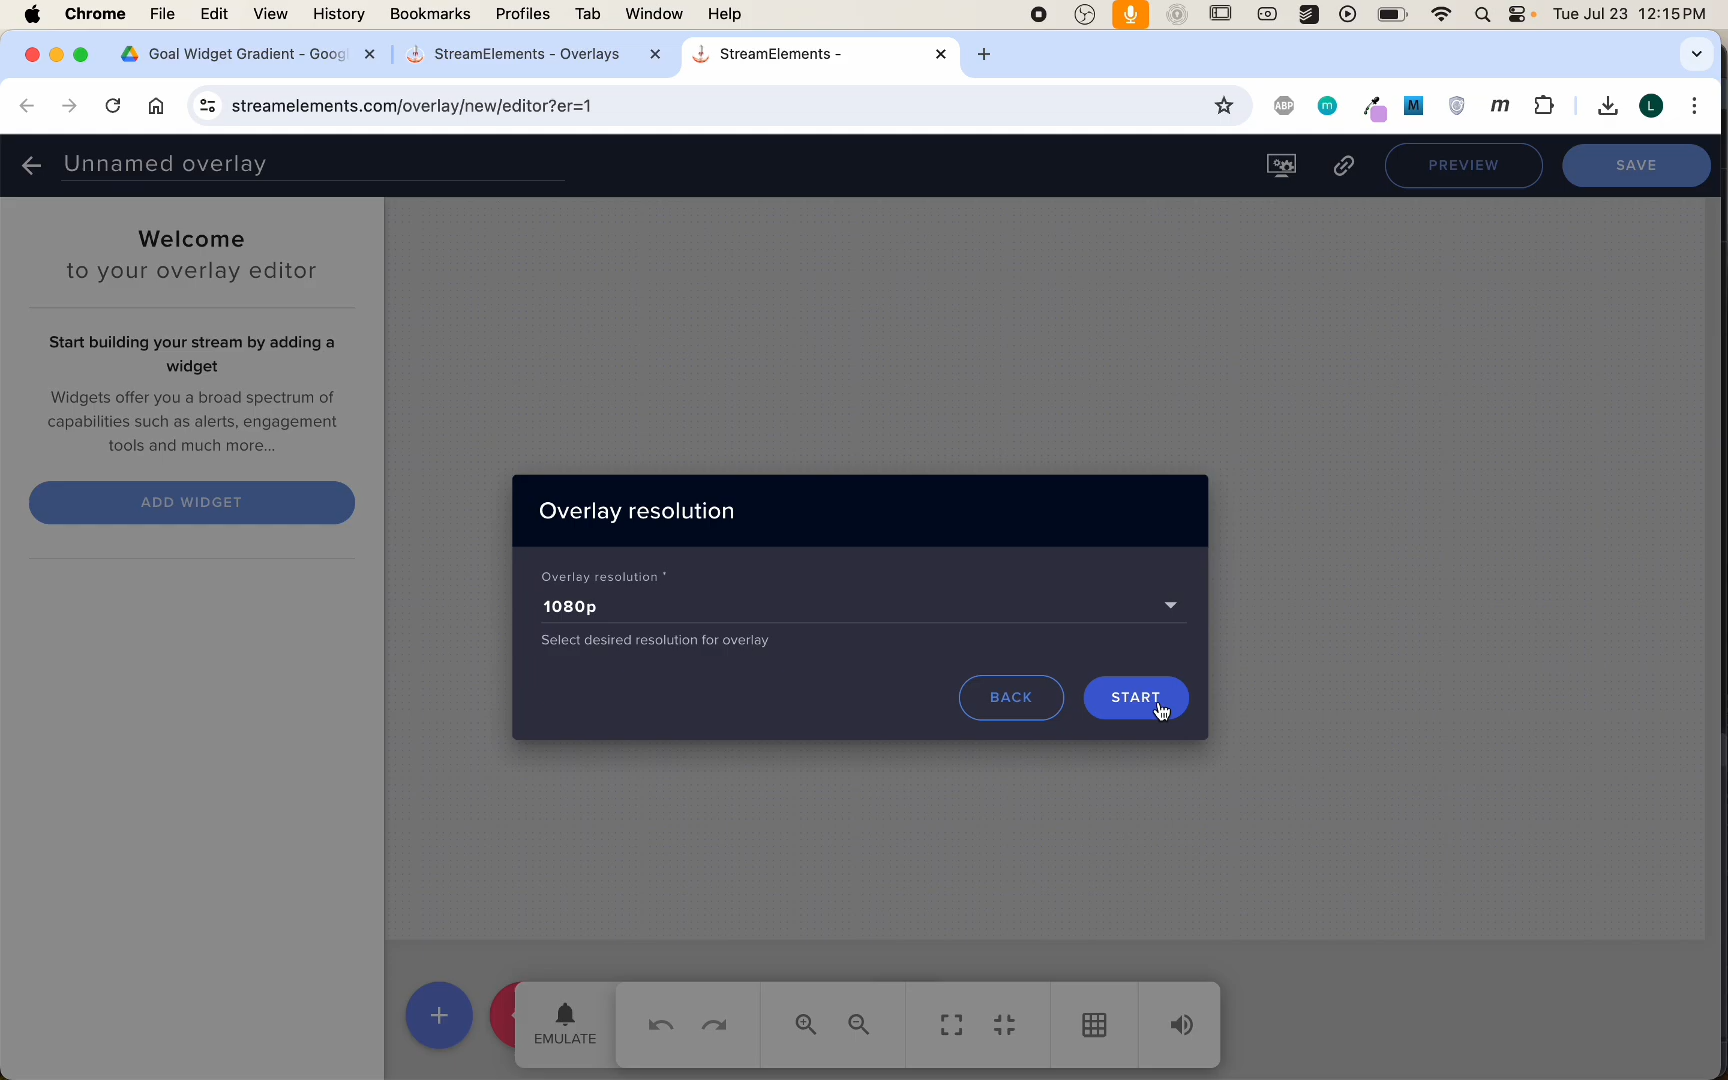 Chrome File Edit View History Bookmarks Profiles Tab Window Help Tue Jul 23 12:15 PM
Goal Widget Gradient - Goog StreamElements - Overlays StreamElements -
streamelements.com/overlay/new/editor?er=1 ABP m M m L
Unnamed overlay PREVIEW SAVE
Welcome
to your overlay editor
Start building your stream by adding a
widget
Widgets offer you a broad spectrum of
capabilities such as alerts, engagement
tools and much more...
ADD WIDGET
Overlay resolution
Overlay resolution *
1080p
Select desired resolution for overlay
BACK START
EMULATE